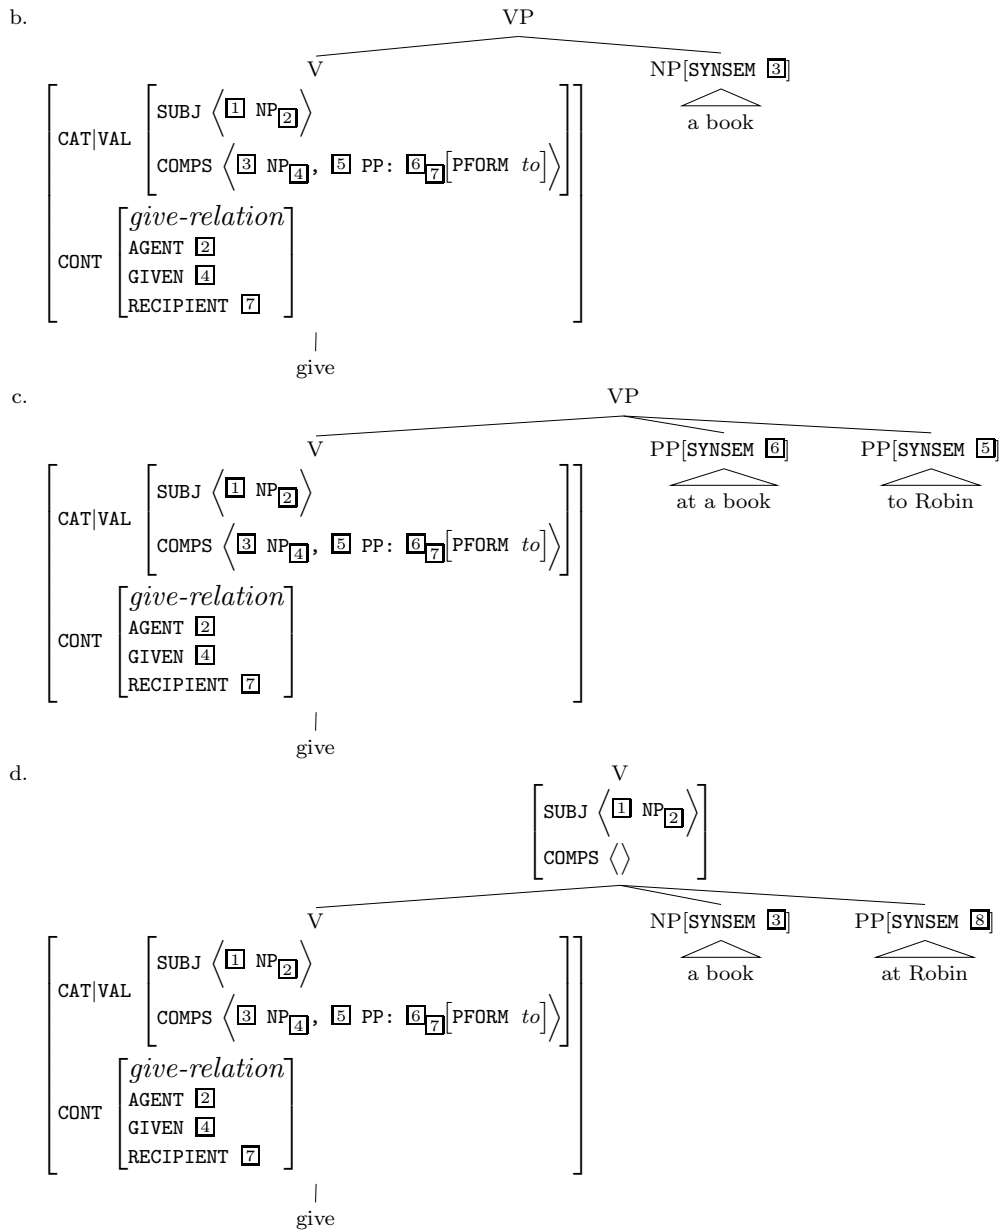 b. VP
V NP[SYNSEM 3]
SUBJ ⟨1 NP2⟩ a book
CAT|VAL
COMPS ⟨3 NP4, 5 PP: 67[PFORM to]⟩
give-relation
AGENT 2
CONT GIVEN 4
RECIPIENT 7
give
c. VP
V PP[SYNSEM 6] PP[SYNSEM 5]
SUBJ ⟨1 NP2⟩ at a book to Robin
CAT|VAL
COMPS ⟨3 NP4, 5 PP: 67[PFORM to]⟩
give-relation
AGENT 2
CONT GIVEN 4
RECIPIENT 7
give
d. V
SUBJ ⟨1 NP2⟩
COMPS ⟨⟩
V NP[SYNSEM 3] PP[SYNSEM 8]
SUBJ ⟨1 NP2⟩ a book at Robin
CAT|VAL
COMPS ⟨3 NP4, 5 PP: 67[PFORM to]⟩
give-relation
AGENT 2
CONT GIVEN 4
RECIPIENT 7
give